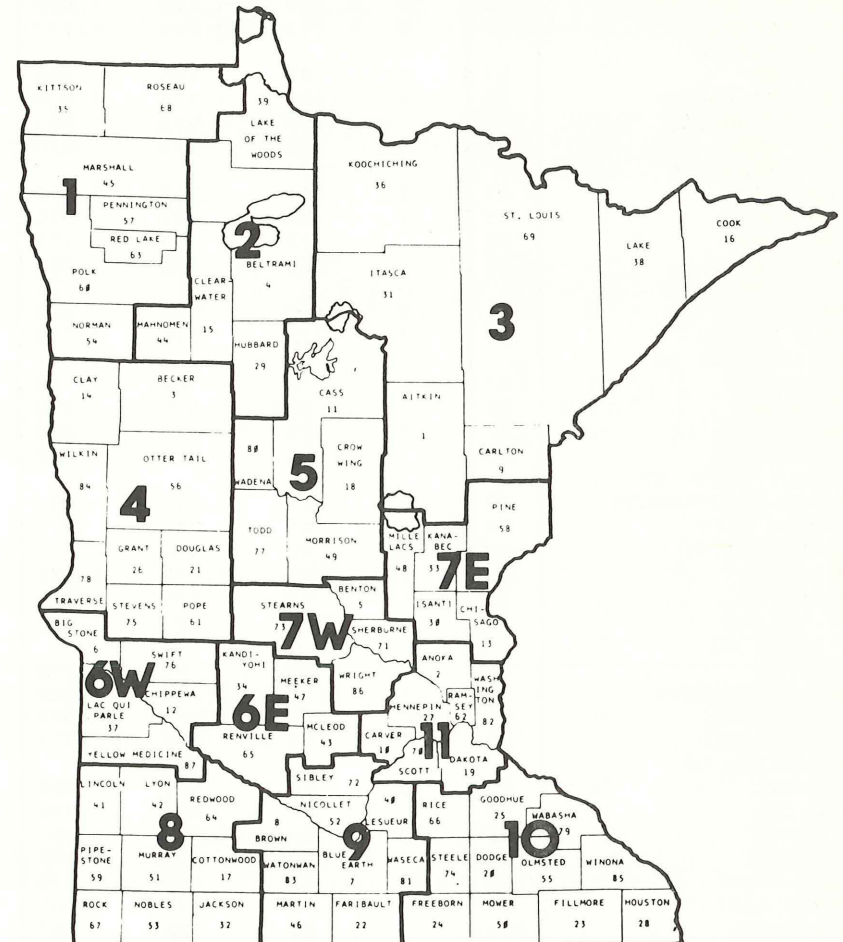 KITTSON
35
ROSEAU
68
39
LAKE
OF THE
WOODS
KOOCHICHING
36
ST. LOUIS
69
LAKE
38
COOK
16
MARSHALL
45
1
PENNINGTON
57
RED LAKE
63
2
BELTRAMI
4
POLK
60
CLEAR-
WATER
15
ITASCA
31
3
NORMAN
54
MAHNOMEN
44
HUBBARD
29
CLAY
14
BECKER
3
CASS
11
AITKIN
1
CARLTON
9
WILKIN
84
OTTER TAIL
56
80
WADENA
5
CROW
WING
18
4
PINE
58
GRANT
26
DOUGLAS
21
TODD
77
MORRISON
49
MILLE
LACS
48
KANA-
BEC
33
7E
78
TRAVERSE
STEVENS
75
POPE
61
STEARNS
73
7W
BENTON
5
ISANTI
30
CHI-
SAGO
13
BIG
STONE
6
SHERBURNE
71
SWIFT
76
KANDI-
YOHI
34
MEEKER
47
WRIGHT
86
ANOKA
2
WASH
ING
TON
82
6W
CHIPPEWA
12
6E
HENNEPIN
27
RAM-
SEY
62
LAC QUI
PARLE
37
RENVILLE
65
MCLEOD
43
CARVER
10
11
70
SCOTT
DAKOTA
19
YELLOW MEDICINE
87
SIBLEY
72
LINCOLN
41
LYON
42
REDWOOD
64
NICOLLET
52
40
LESUEUR
RICE
66
GOODHUE
25
WABASHA
79
8
8
BROWN
9
10
PIPE-
STONE
59
MURRAY
51
COTTONWOOD
17
WATONWAN
83
BLUE
EARTH
7
WASECA
81
STEELE
74
DODGE
20
OLMSTED
55
WINONA
85
ROCK
67
NOBLES
53
JACKSON
32
MARTIN
46
FARIBAULT
22
FREEBORN
24
MOWER
50
FILLMORE
23
HOUSTON
28